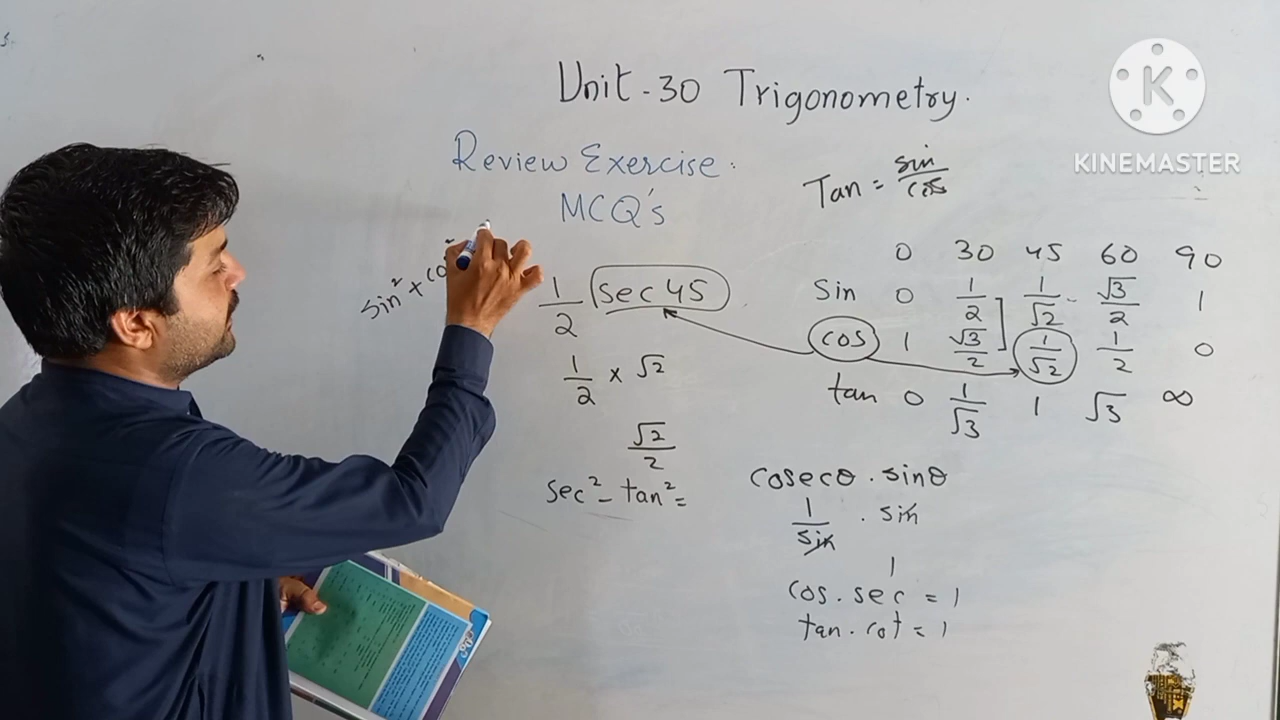 Unit-30 Trigonometry.
Review Exercise.
MCQ's
Tan = sin/cos
KINEMASTER
sin² +
1/2 sec 45
1/2 × √2
√2/2
sec² - tan² =
0 30 45 60 90
Sin 0 1/2 1/√2 √3/2 1
cos 1 √3/2 1/√2 1/2 0
tan 0 1/√3 1 √3 ∞
cosecθ . sinθ
1/sin . sin
1
cos . sec = 1
tan . cot = 1